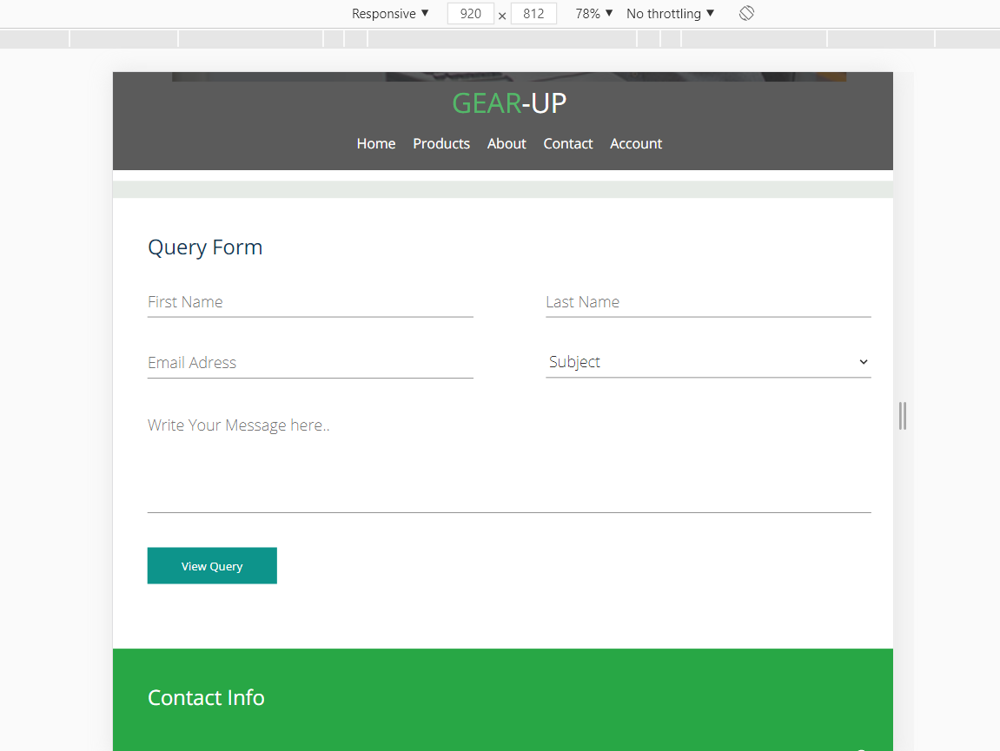 Responsive ▼ 920 × 812 78% ▼ No throttling ▼
GEAR-UP
Home Products About Contact Account
Query Form
First Name Last Name
Email Adress Subject
Write Your Message here..
View Query
Contact Info